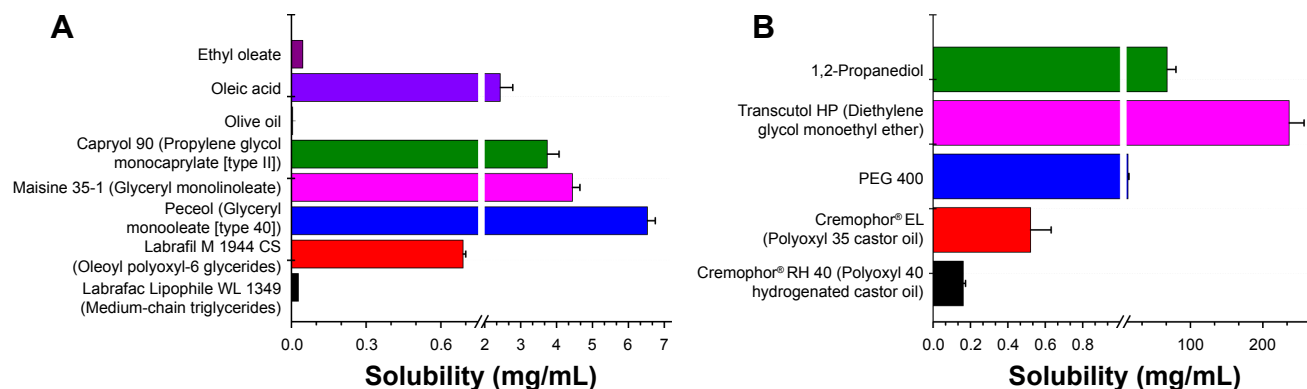 A
Ethyl oleate
Oleic acid
Olive oil
Capryol 90 (Propylene glycol
monocaprylate [type II])
Maisine 35-1 (Glyceryl monolinoleate)
Peceol (Glyceryl
monooleate [type 40])
Labrafil M 1944 CS
(Oleoyl polyoxyl-6 glycerides)
Labrafac Lipophile WL 1349
(Medium-chain triglycerides)
0.0 0.3 0.6 2 3 4 5 6 7
Solubility (mg/mL)
B
1,2-Propanediol
Transcutol HP (Diethylene
glycol monoethyl ether)
PEG 400
Cremophor® EL
(Polyoxyl 35 castor oil)
Cremophor® RH 40 (Polyoxyl 40
hydrogenated castor oil)
0.0 0.2 0.4 0.6 0.8 100 200
Solubility (mg/mL)